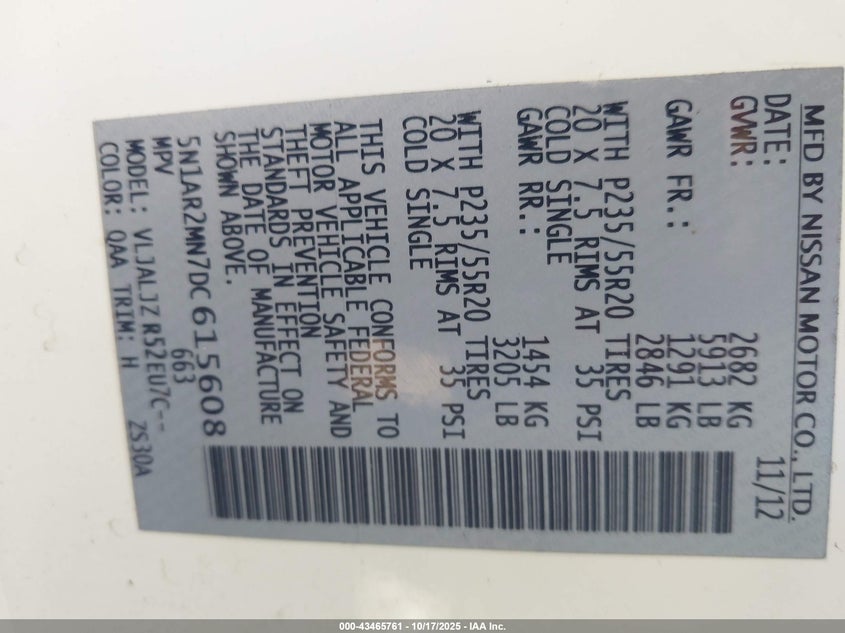 MFD BY NISSAN MOTOR CO., LTD.
DATE: 11/12
GVWR: 2682 KG
5913 LB
GAWR FR.: 1291 KG
2846 LB
WITH P235/55R20 TIRES
20 X 7.5 RIMS AT 35 PSI
COLD SINGLE
GAWR RR.: 1454 KG
3205 LB
WITH P235/55R20 TIRES
20 X 7.5 RIMS AT 35 PSI
COLD SINGLE
THIS VEHICLE CONFORMS TO
ALL APPLICABLE FEDERAL
MOTOR VEHICLE SAFETY AND
THEFT PREVENTION
STANDARDS IN EFFECT ON
THE DATE OF MANUFACTURE
SHOWN ABOVE.
5N1AR2MN7DC615608
MPV 663
MODEL: VLJALJZ R52EU7C--
COLOR: QAA TRIM: H 2S30A
000-43465761 - 10/17/2025 - IAA Inc.